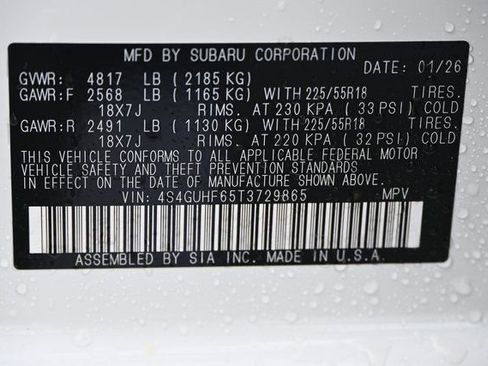 MFD BY SUBARU CORPORATION
DATE: 01/26
GVWR: 4817 LB (2185 KG)
GAWR:F 2568 LB (1165 KG) WITH 225/55R18 TIRES.
18X7J RIMS. AT 230 KPA (33 PSI) COLD
GAWR:R 2491 LB (1130 KG) WITH 225/55R18 TIRES.
18X7J RIMS. AT 220 KPA (32 PSI) COLD
THIS VEHICLE CONFORMS TO ALL APPLICABLE FEDERAL MOTOR
VEHICLE SAFETY AND THEFT PREVENTION STANDARDS
IN EFFECT ON THE DATE OF MANUFACTURE SHOWN ABOVE.
VIN: 4S4GUHF65T3729865 MPV
ASSEMBLED BY SIA INC. MADE IN U.S.A.